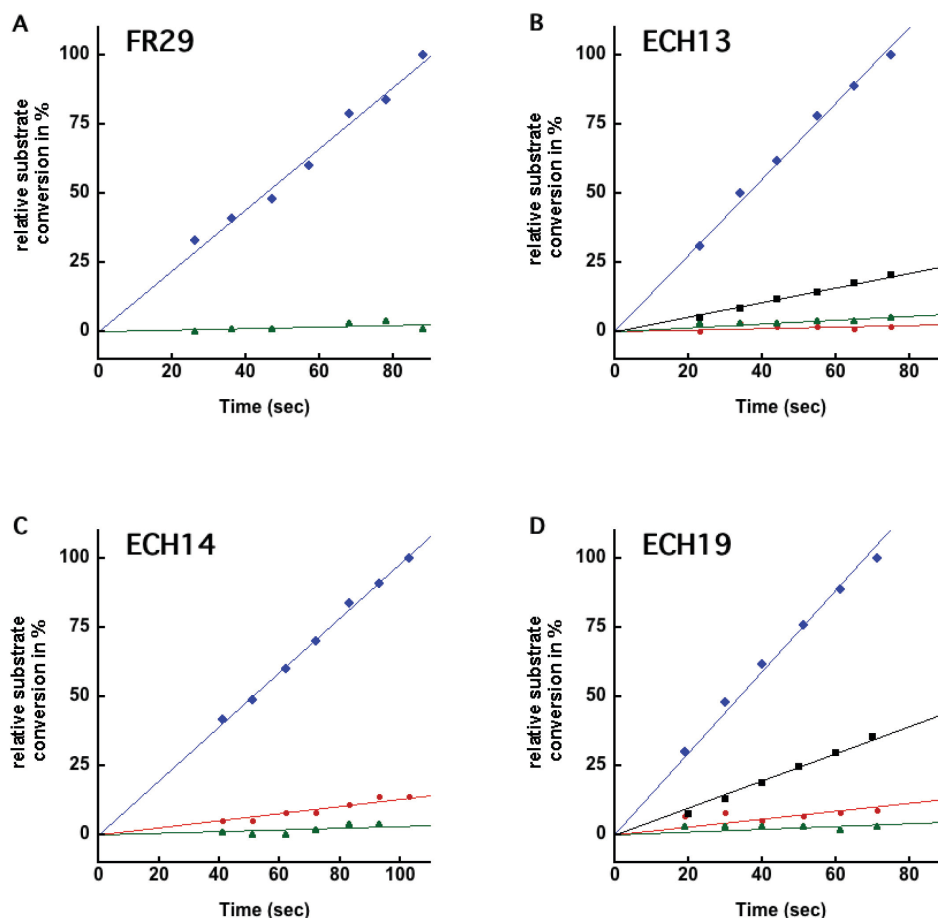 A
FR29
relative substrate
conversion in %
100
75
50
25
0
0 20 40 60 80
Time (sec)
B
ECH13
relative substrate
conversion in %
100
75
50
25
0
0 20 40 60 80
Time (sec)
C
ECH14
relative substrate
conversion in %
100
75
50
25
0
0 20 40 60 80 100
Time (sec)
D
ECH19
relative substrate
conversion in %
100
75
50
25
0
0 20 40 60 80
Time (sec)